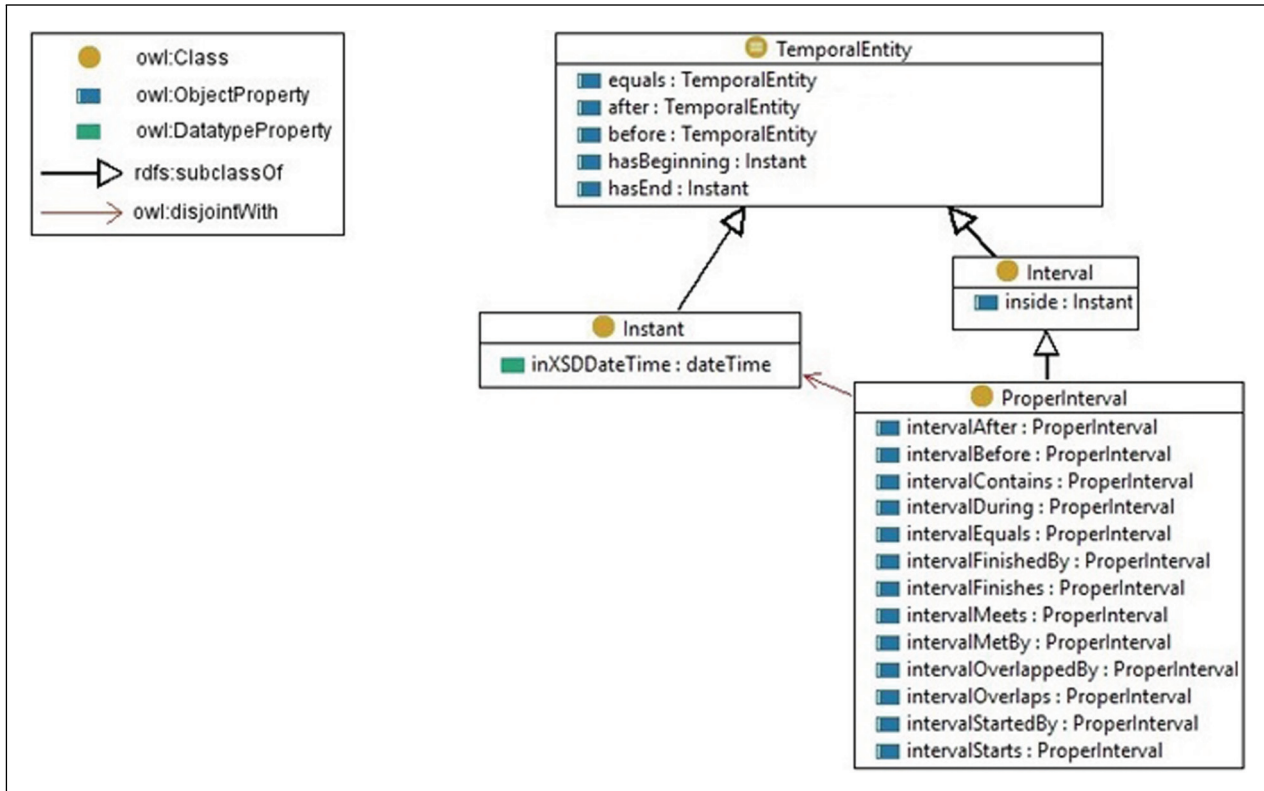 owl:Class
owl:ObjectProperty
owl:DatatypeProperty
rdfs:subclassOf
owl:disjointWith
TemporalEntity
equals : TemporalEntity
after : TemporalEntity
before : TemporalEntity
hasBeginning : Instant
hasEnd : Instant
Interval
inside : Instant
Instant
inXSDDateTime : dateTime
ProperInterval
intervalAfter : ProperInterval
intervalBefore : ProperInterval
intervalContains : ProperInterval
intervalDuring : ProperInterval
intervalEquals : ProperInterval
intervalFinishedBy : ProperInterval
intervalFinishes : ProperInterval
intervalMeets : ProperInterval
intervalMetBy : ProperInterval
intervalOverlappedBy : ProperInterval
intervalOverlaps : ProperInterval
intervalStartedBy : ProperInterval
intervalStarts : ProperInterval